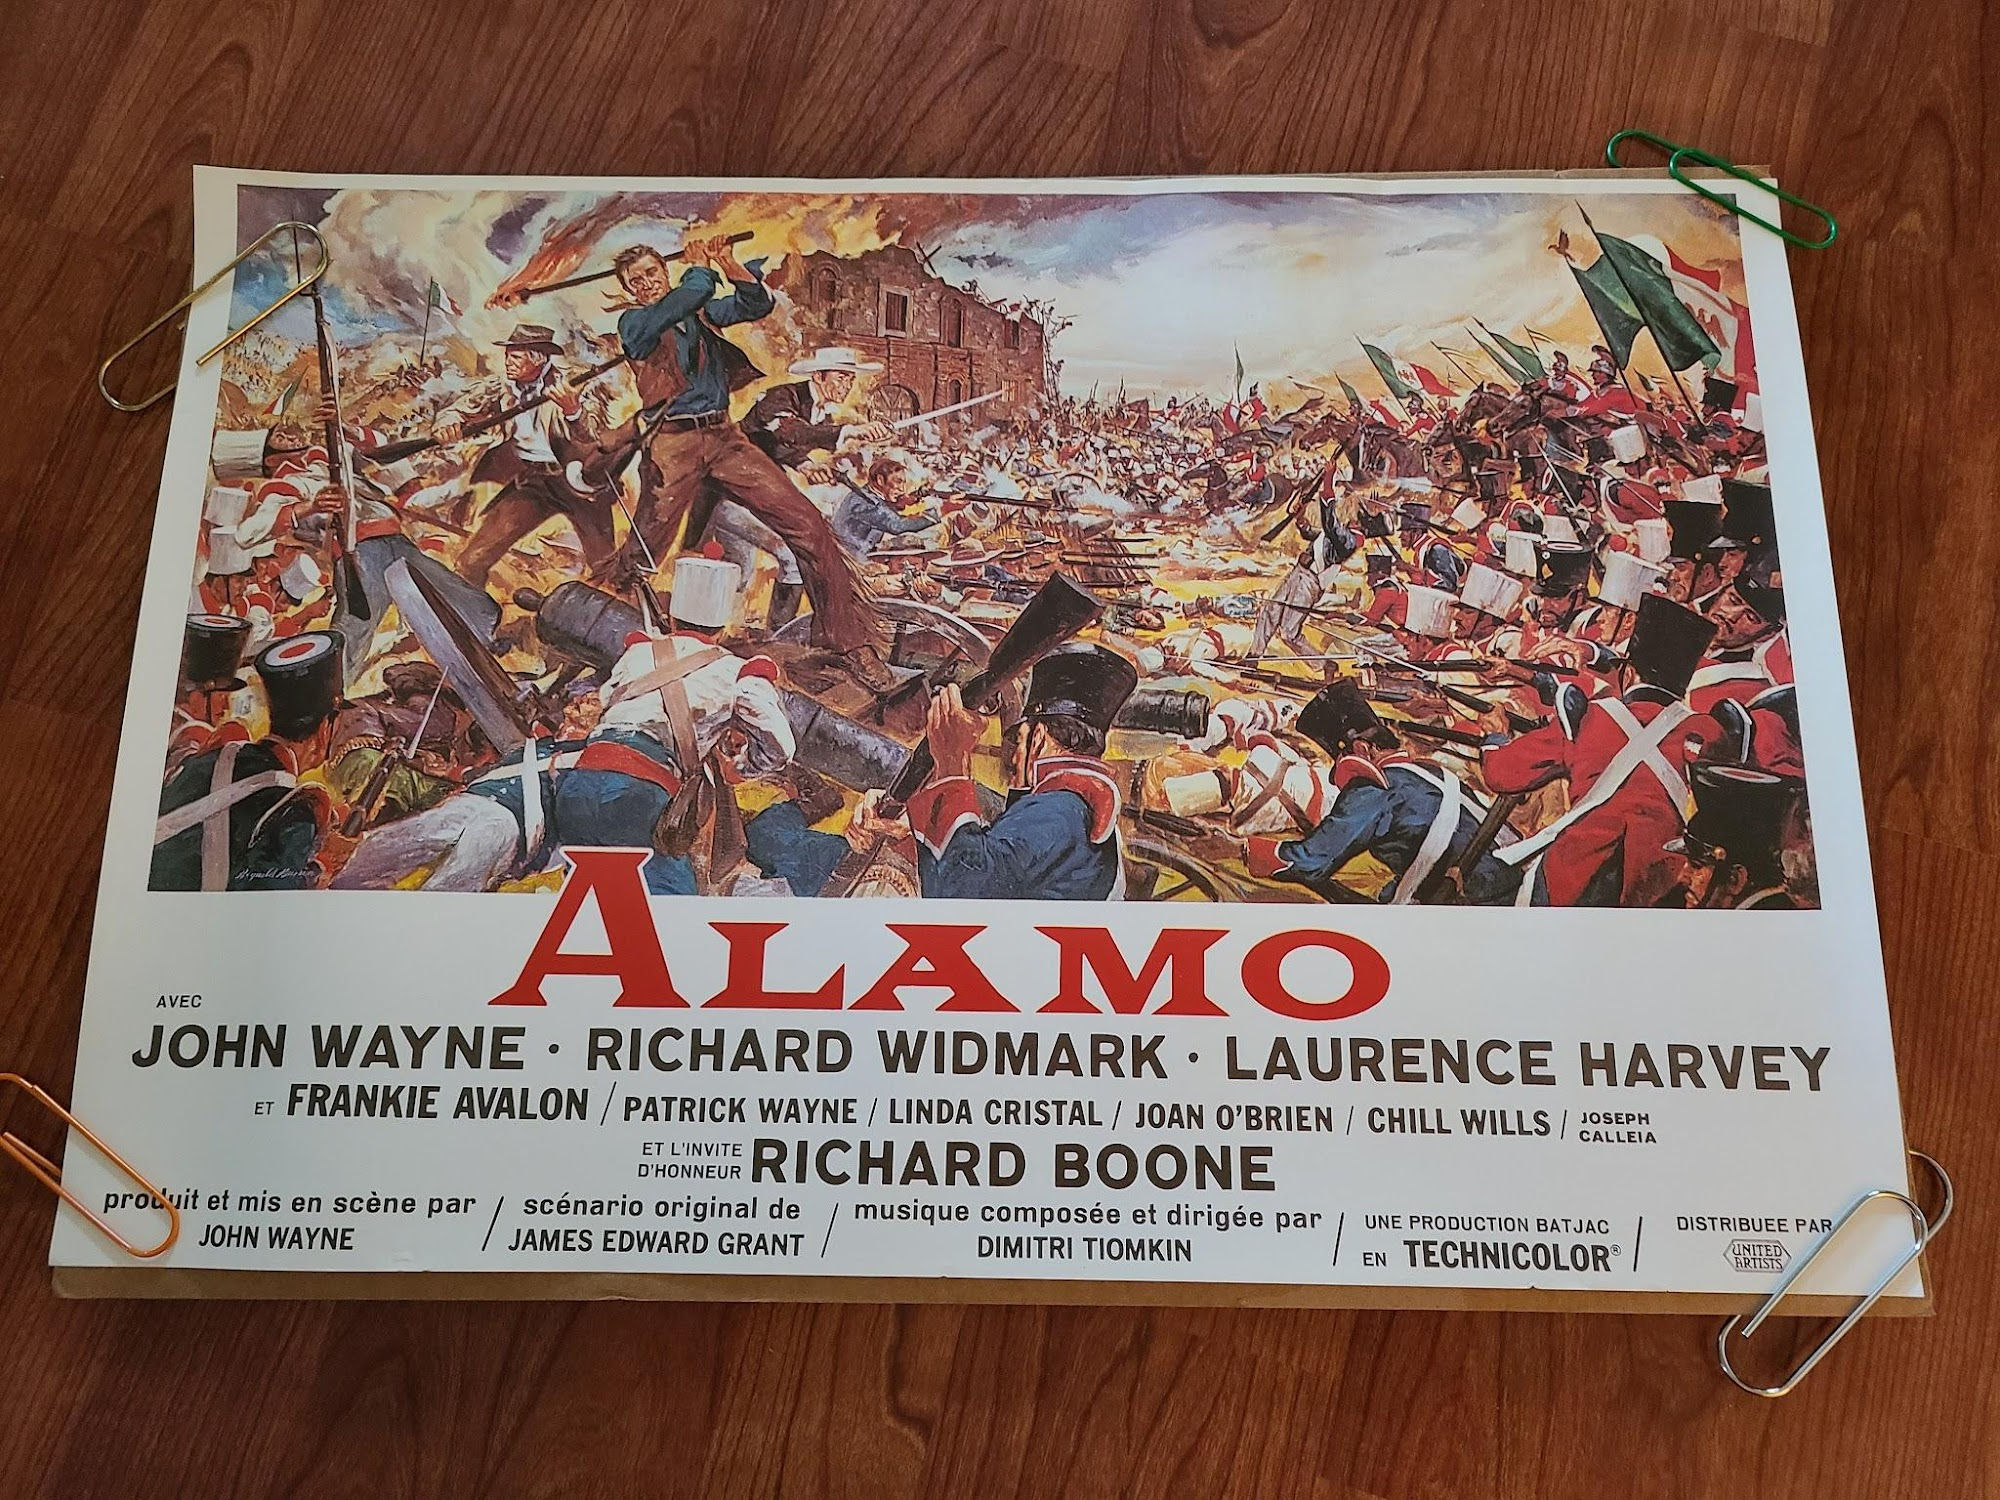 Reynold Brown
ALAMO
AVEC
JOHN WAYNE · RICHARD WIDMARK · LAURENCE HARVEY
ET FRANKIE AVALON / PATRICK WAYNE / LINDA CRISTAL / JOAN O'BRIEN / CHILL WILLS / JOSEPH CALLEIA
ET L'INVITE D'HONNEUR RICHARD BOONE
produit et mis en scène par
JOHN WAYNE
scénario original de
JAMES EDWARD GRANT
musique composée et dirigée par
DIMITRI TIOMKIN
UNE PRODUCTION BATJAC
EN TECHNICOLOR®
DISTRIBUEE PAR
UNITED
ARTISTS